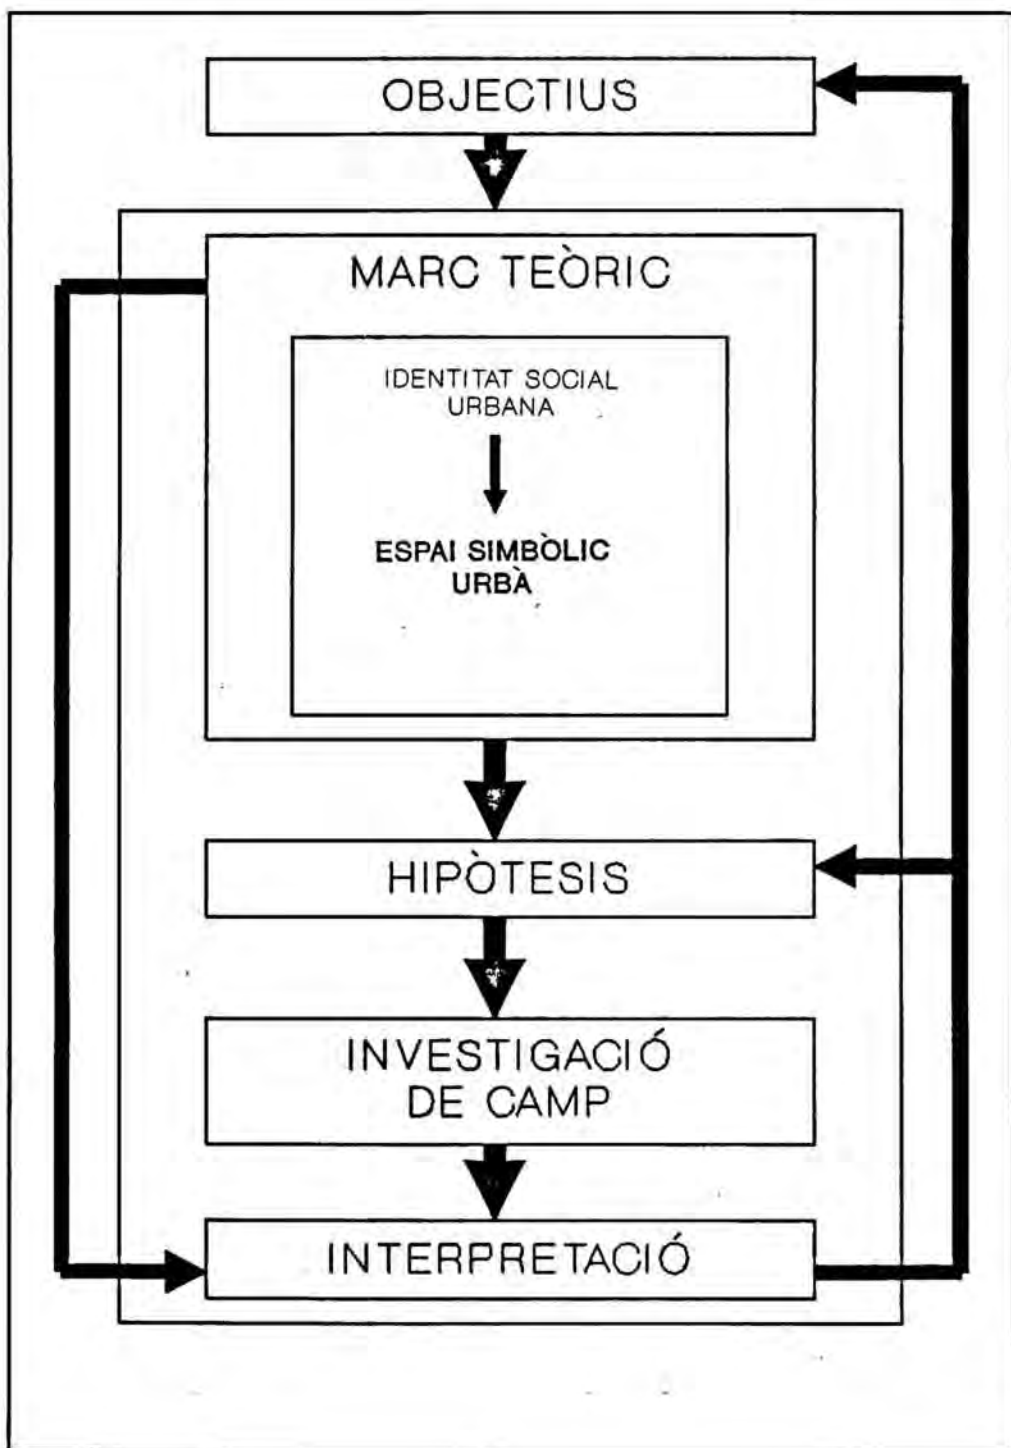 OBJECTIUS
MARC TEÒRIC
IDENTITAT SOCIAL
URBANA
ESPAI SIMBÒLIC
URBÀ
HIPÒTESIS
INVESTIGACIÓ
DE CAMP
INTERPRETACIÓ